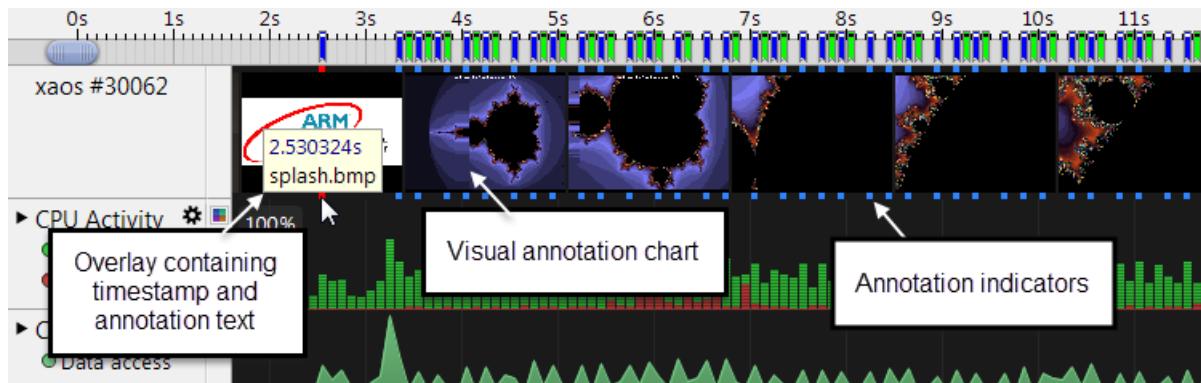 0s 1s 2s 3s 4s 5s 6s 7s 8s 9s 10s 11s
xaos #30062
ARM
2.530324s
splash.bmp
CPU Activity
100%
Overlay containing
timestamp and
annotation text
Visual annotation chart
Annotation indicators
C
Data access